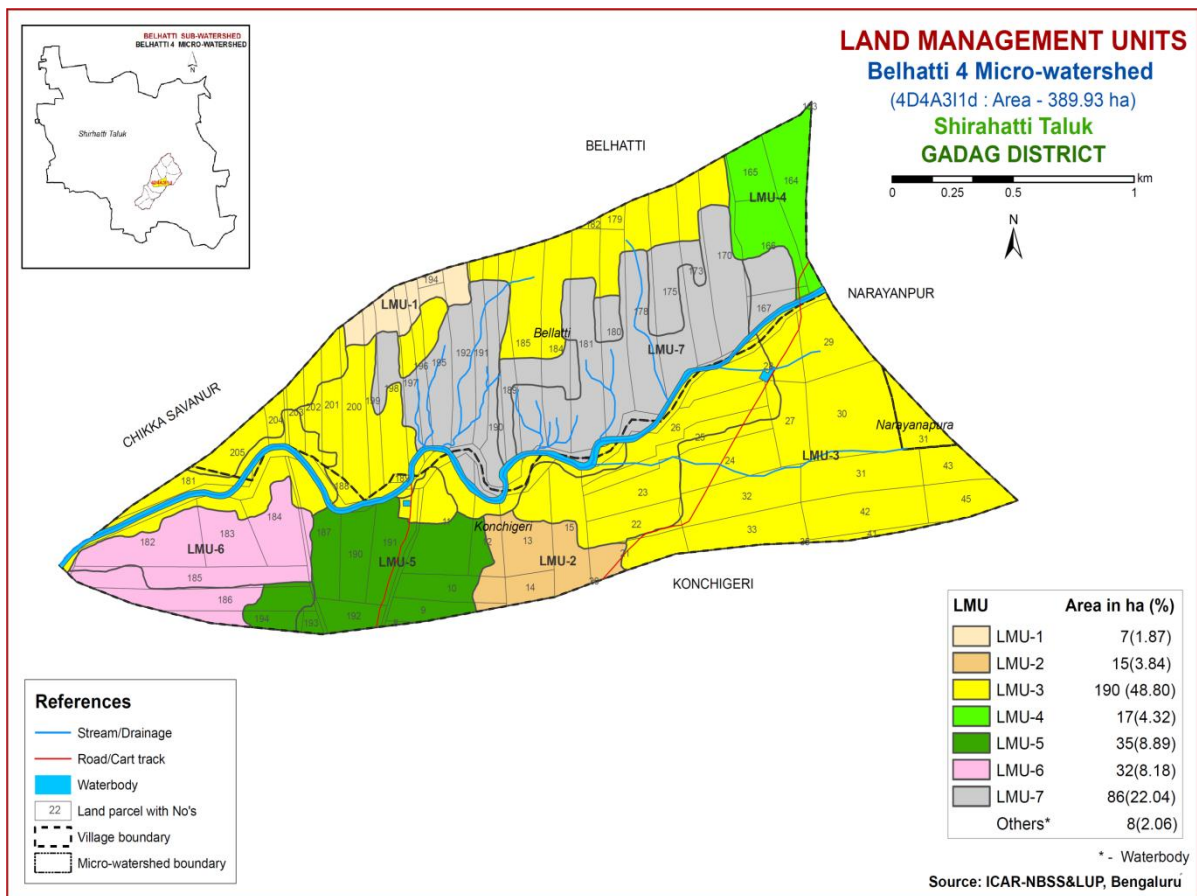 BELHATTI SUB-WATERSHED
BELHATTI 4 MICRO-WATERSHED
N
Shirhatti Taluk
LAND MANAGEMENT UNITS
Belhatti 4 Micro-watershed
(4D4A3I1d : Area - 389.93 ha)
Shirahatti Taluk
GADAG DISTRICT
0 0.25 0.5 1 km
N
BELHATTI
NARAYANPUR
CHIKKA SAVANUR
KONCHIGERI
165 164
LMU-4
166
179
182
170
173
175
167
178
194
LMU-1
Bellatti
180
192 191
185
184 181
LMU-7
195
196
197
198
199
200
201
202
203
204
205
189
190
29
26
25
27
30
Narayanapura
31
24
LMU-3
31
43
181
188
23
32
42
45
22
33
184
183
182
LMU-6
187
191
190
LMU-5
Konchigeri
12
13
15
LMU-2
21
185
186
10
14
194
193
192
9
References
Stream/Drainage
Road/Cart track
Waterbody
22 Land parcel with No's
Village boundary
Micro-watershed boundary
LMU Area in ha (%)
LMU-1 7(1.87)
LMU-2 15(3.84)
LMU-3 190 (48.80)
LMU-4 17(4.32)
LMU-5 35(8.89)
LMU-6 32(8.18)
LMU-7 86(22.04)
Others* 8(2.06)
* - Waterbody
Source: ICAR-NBSS&LUP, Bengaluru